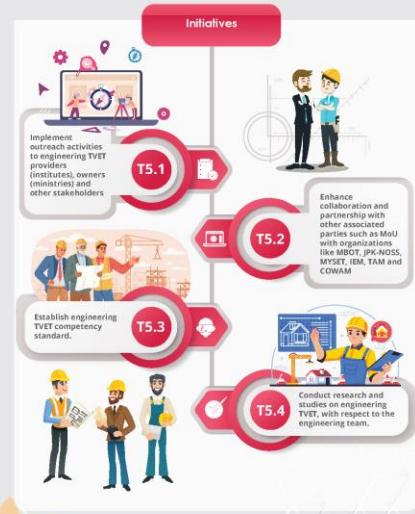 Initiatives
Implement
outreach activities
to engineering TVET
providers
(institutes), owners
(ministries) and
other stakeholders
T5.1
T5.2
Enhance
collaboration and
partnership with
other associated
parties such as MoU
with organizations
like MBOT, JPK-NOSS,
MYSET, IEM, TAM and
COWAM
Establish engineering
TVET competency
standard.
T5.3
T5.4
Conduct research and
studies on engineering
TVET, with respect to the
engineering team.